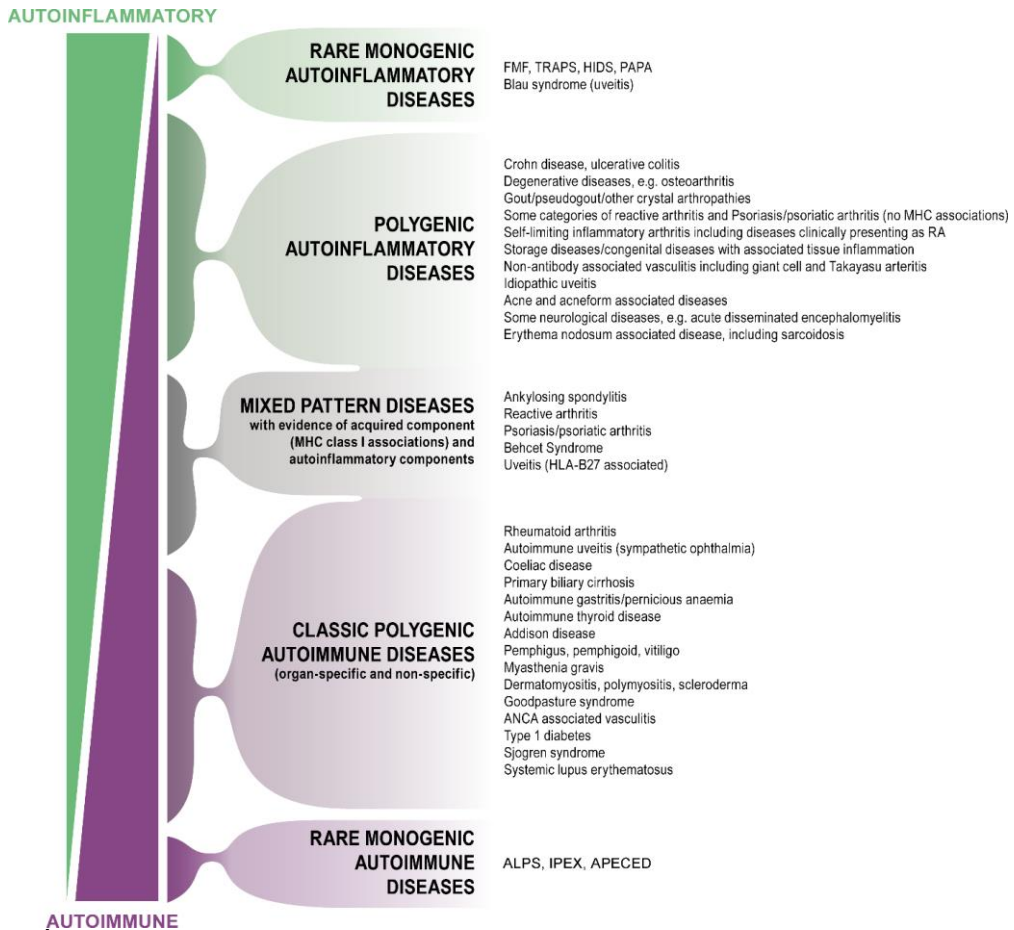 AUTOINFLAMMATORY
RARE MONOGENIC
AUTOINFLAMMATORY
DISEASES
FMF, TRAPS, HIDS, PAPA
Blau syndrome (uveitis)
POLYGENIC
AUTOINFLAMMATORY
DISEASES
Crohn disease, ulcerative colitis
Degenerative diseases, e.g. osteoarthritis
Gout/pseudogout/other crystal arthropathies
Some categories of reactive arthritis and Psoriasis/psoriatic arthritis (no MHC associations)
Self-limiting inflammatory arthritis including diseases clinically presenting as RA
Storage diseases/congenital diseases with associated tissue inflammation
Non-antibody associated vasculitis including giant cell and Takayasu arteritis
Idiopathic uveitis
Acne and acneform associated diseases
Some neurological diseases, e.g. acute disseminated encephalomyelitis
Erythema nodosum associated disease, including sarcoidosis
MIXED PATTERN DISEASES
with evidence of acquired component
(MHC class I associations) and
autoinflammatory components
Ankylosing spondylitis
Reactive arthritis
Psoriasis/psoriatic arthritis
Behcet Syndrome
Uveitis (HLA-B27 associated)
CLASSIC POLYGENIC
AUTOIMMUNE DISEASES
(organ-specific and non-specific)
Rheumatoid arthritis
Autoimmune uveitis (sympathetic ophthalmia)
Coeliac disease
Primary biliary cirrhosis
Autoimmune gastritis/pernicious anaemia
Autoimmune thyroid disease
Addison disease
Pemphigus, pemphigoid, vitiligo
Myasthenia gravis
Dermatomyositis, polymyositis, scleroderma
Goodpasture syndrome
ANCA associated vasculitis
Type 1 diabetes
Sjogren syndrome
Systemic lupus erythematosus
RARE MONOGENIC
AUTOIMMUNE
DISEASES
ALPS, IPEX, APECED
AUTOIMMUNE